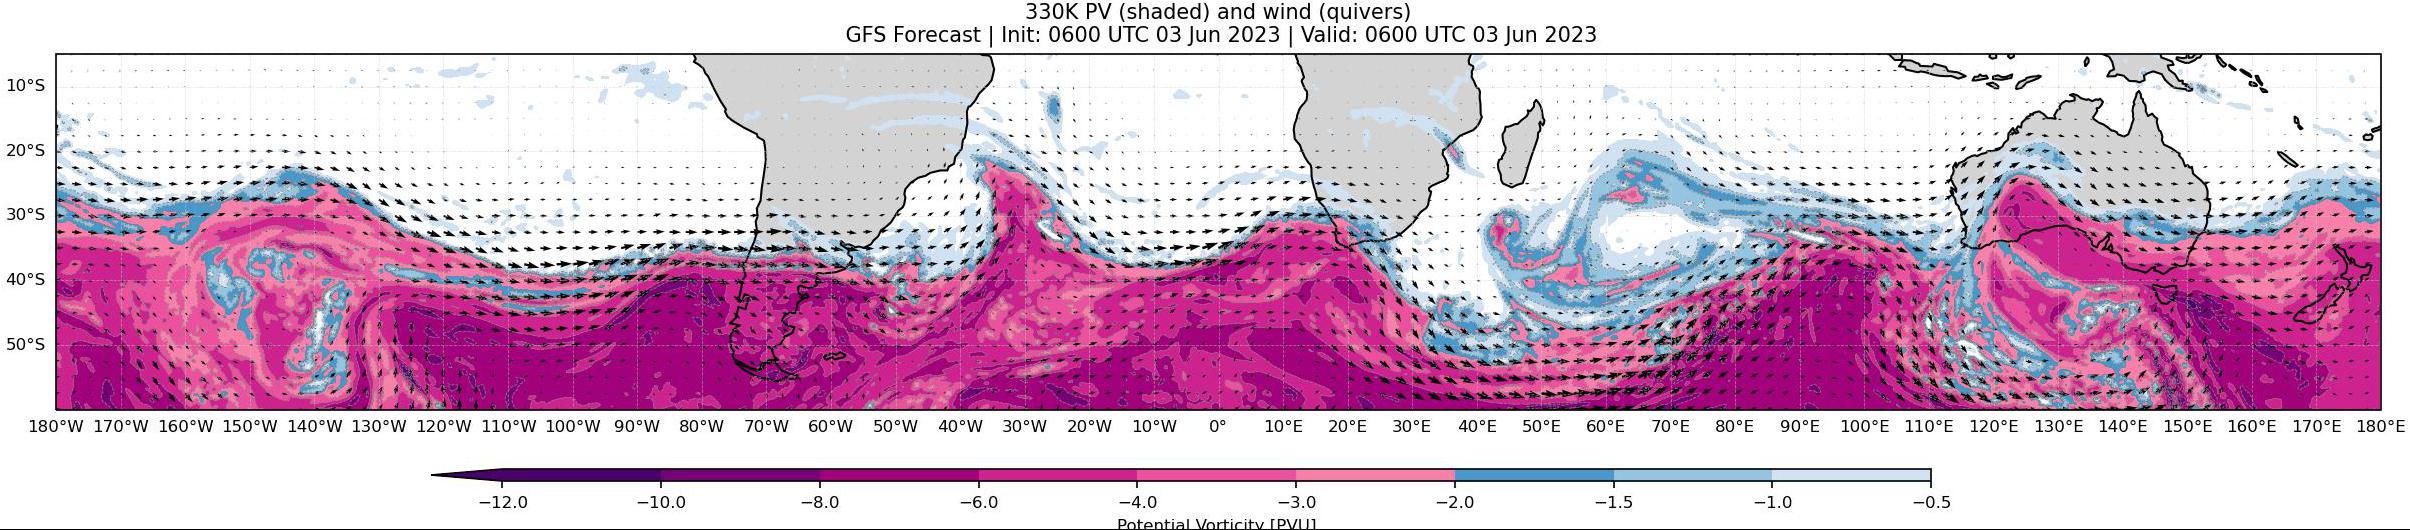 330K PV (shaded) and wind (quivers)
GFS Forecast | Init: 0600 UTC 03 Jun 2023 | Valid: 0600 UTC 03 Jun 2023
10°S
20°S
30°S
40°S
50°S
180°W 170°W 160°W 150°W 140°W 130°W 120°W 110°W 100°W 90°W 80°W 70°W 60°W 50°W 40°W 30°W 20°W 10°W 0° 10°E 20°E 30°E 40°E 50°E 60°E 70°E 80°E 90°E 100°E 110°E 120°E 130°E 140°E 150°E 160°E 170°E 180°E
−12.0 −10.0 −8.0 −6.0 −4.0 −3.0 −2.0 −1.5 −1.0 −0.5
Potential Vorticity [PVU]